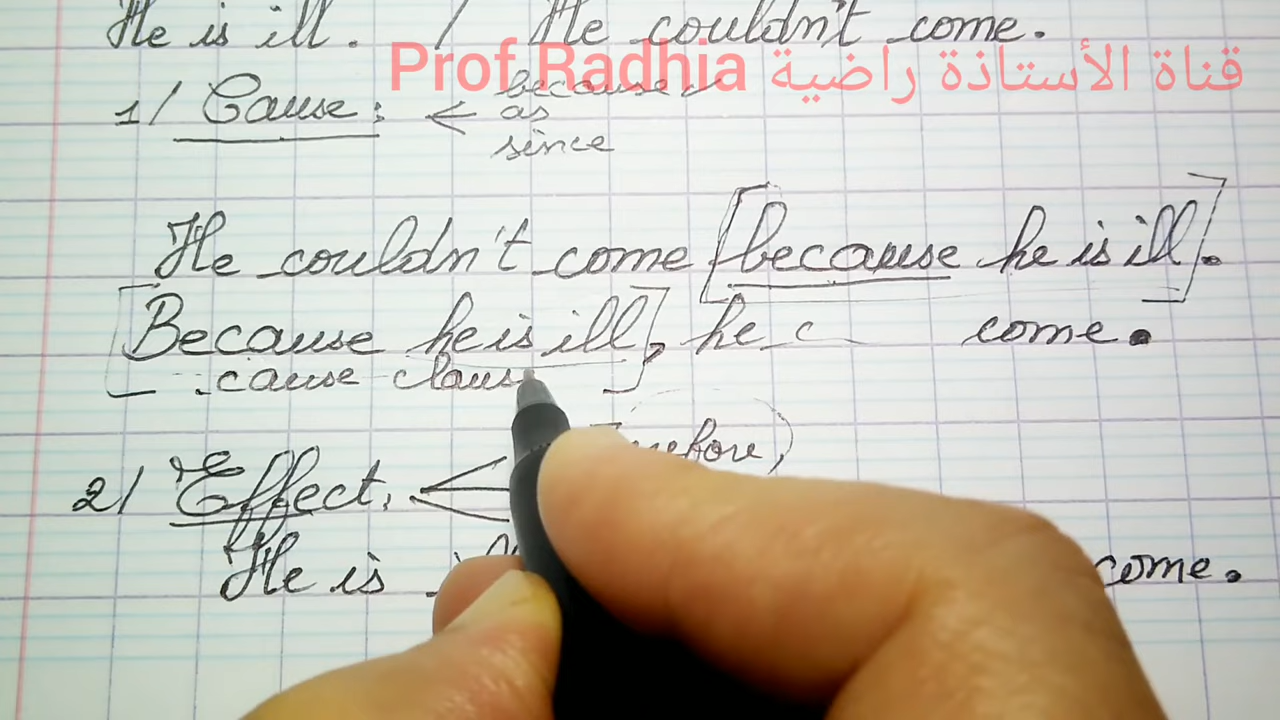 He is ill. / He couldn't come.
Prof Radhia قناة الأستاذة راضية
1/ Cause: because
as
since
He couldn't come [because he is ill].
[Because he is ill], he c come.
cause claus
2/ Effect:
He is come.